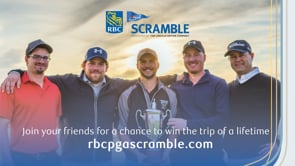 RBC
SCRAMBLE
Join your friends for a chance to win the trip of a lifetime
rbcpgascramble.com